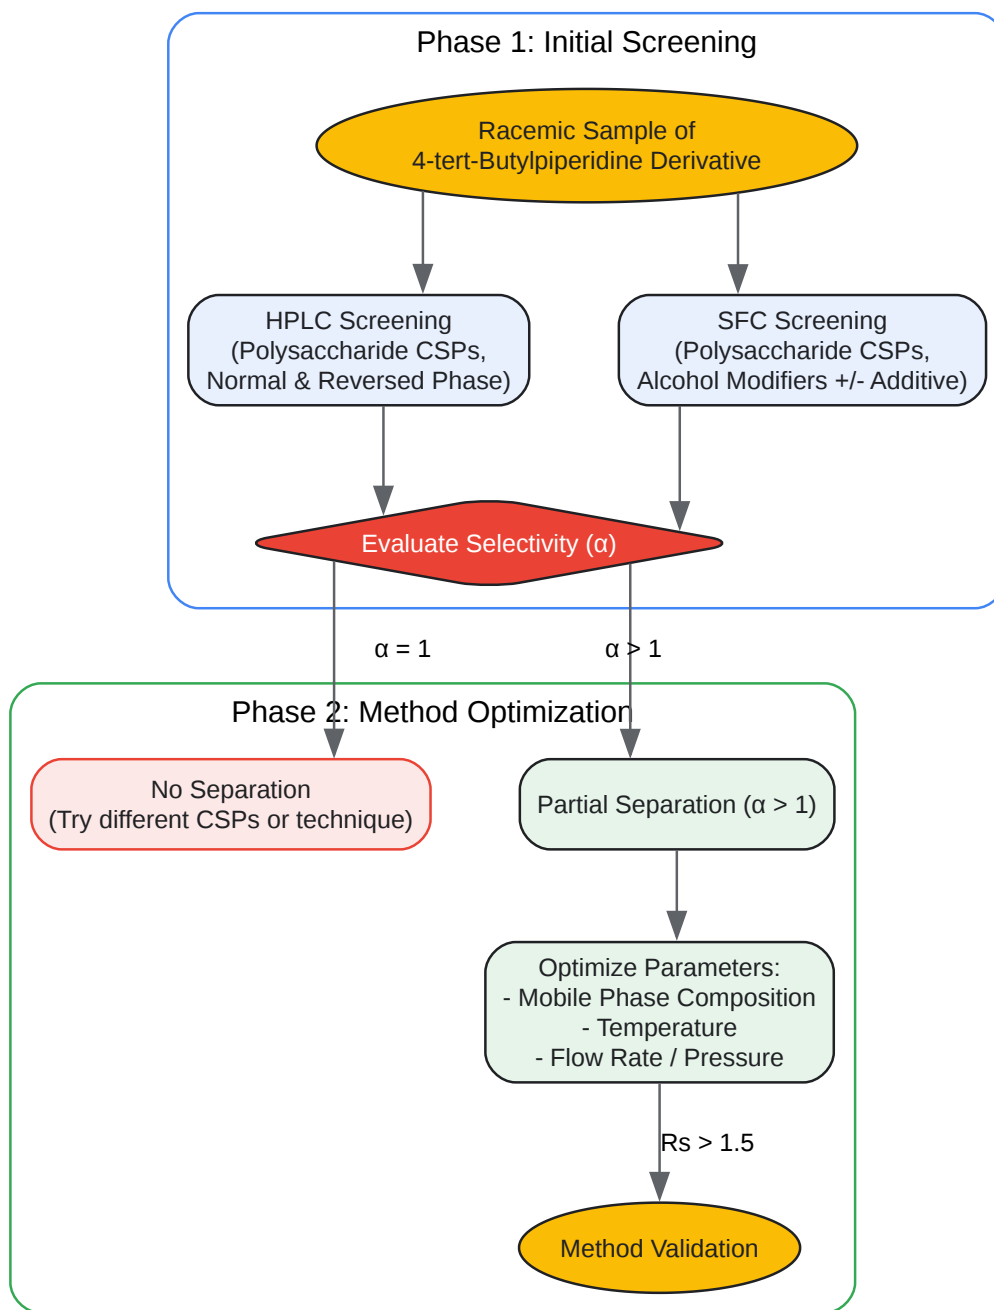 Phase 1: Initial Screening
Racemic Sample of
4-tert-Butylpiperidine Derivative
HPLC Screening
(Polysaccharide CSPs,
Normal & Reversed Phase)
SFC Screening
(Polysaccharide CSPs,
Alcohol Modifiers +/- Additive)
Evaluate Selectivity (α)
α = 1
α > 1
Phase 2: Method Optimization
No Separation
(Try different CSPs or technique)
Partial Separation (α > 1)
Optimize Parameters:
- Mobile Phase Composition
- Temperature
- Flow Rate / Pressure
Rs > 1.5
Method Validation